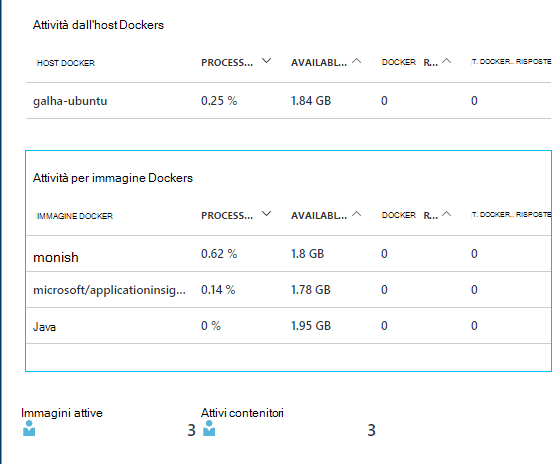 Attività dall'host Dockers
HOST DOCKER PROCESS... AVAILABL... DOCKER R... T. DOCKER.. RISPOSTE
galha-ubuntu 0.25 % 1.84 GB 0 0
Attività per immagine Dockers
IMMAGINE DOCKER PROCESS... AVAILABL... DOCKER R... T. DOCKER.. RISPOSTE
monish 0.62 % 1.8 GB 0 0
microsoft/applicationinsig... 0.14 % 1.78 GB 0 0
Java 0 % 1.95 GB 0 0
Immagini attive Attivi contenitori
3 3